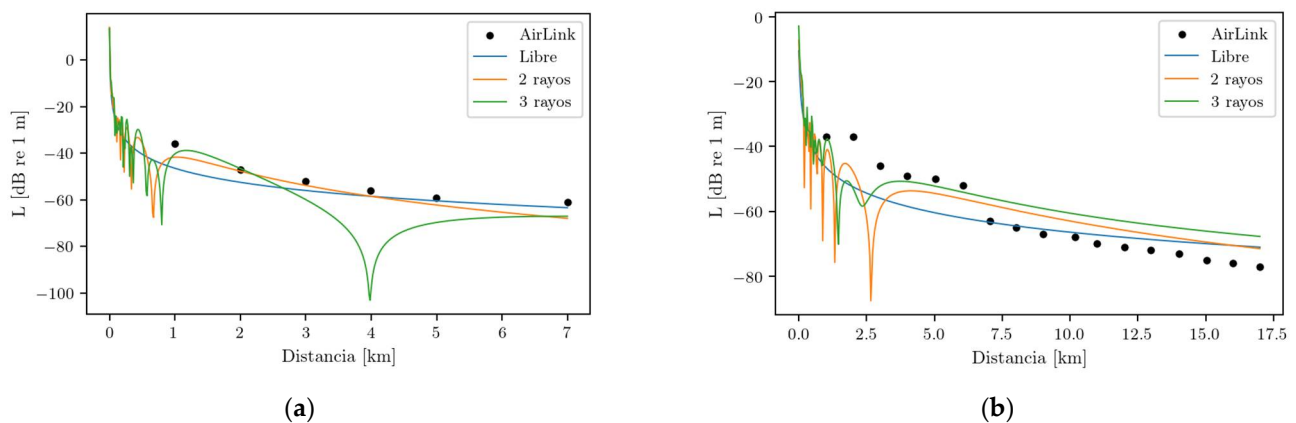 AirLink
Libre
2 rayos
3 rayos
0
−20
−40
−60
−80
−100
L [dB re 1 m]
0 1 2 3 4 5 6 7
Distancia [km]
(a)
AirLink
Libre
2 rayos
3 rayos
0
−20
−40
−60
−80
L [dB re 1 m]
0.0 2.5 5.0 7.5 10.0 12.5 15.0 17.5
Distancia [km]
(b)